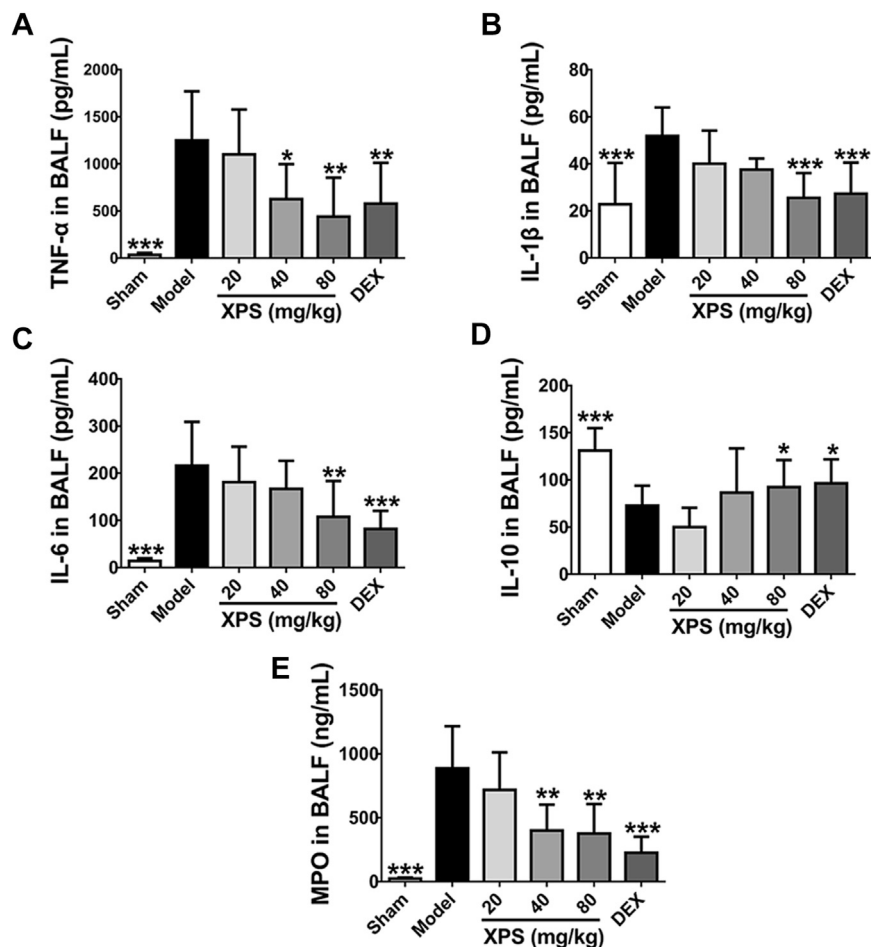 A
TNF-α in BALF (pg/mL)
2000
1500
1000
500
0
***
*
**
**
Sham
Model
20
40
80
DEX
XPS (mg/kg)
B
IL-1β in BALF (pg/mL)
80
60
40
20
0
***
***
***
Sham
Model
20
40
80
DEX
XPS (mg/kg)
C
IL-6 in BALF (pg/mL)
400
300
200
100
0
***
**
***
Sham
Model
20
40
80
DEX
XPS (mg/kg)
D
IL-10 in BALF (pg/mL)
200
150
100
50
0
***
*
*
Sham
Model
20
40
80
DEX
XPS (mg/kg)
E
MPO in BALF (ng/mL)
1500
1000
500
0
***
**
**
***
Sham
Model
20
40
80
DEX
XPS (mg/kg)